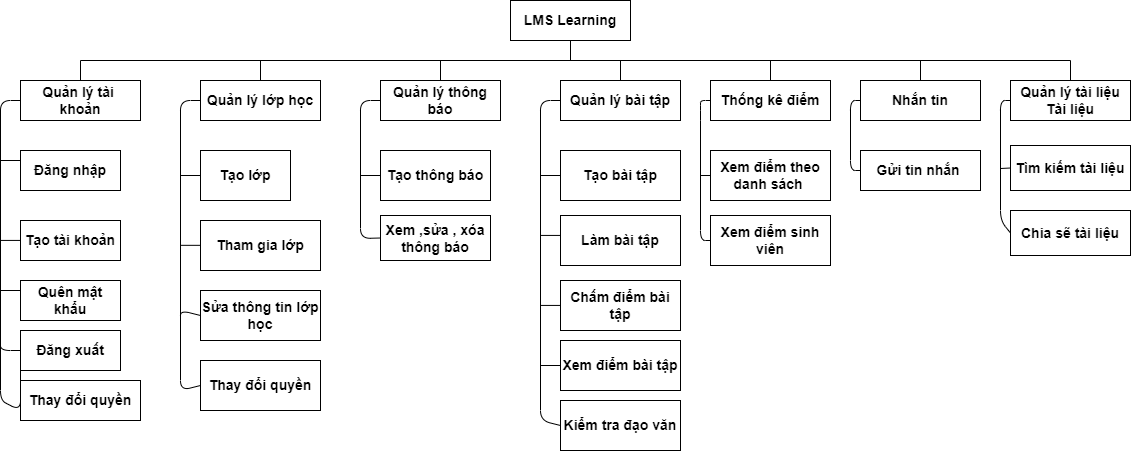 LMS Learning
Quản lý tài
khoản
Đăng nhập
Tạo tài khoản
Quên mật
khẩu
Đăng xuất
Thay đổi quyền
Quản lý lớp học
Tạo lớp
Tham gia lớp
Sửa thông tin lớp
học
Thay đổi quyền
Quản lý thông
báo
Tạo thông báo
Xem ,sửa , xóa
thông báo
Quản lý bài tập
Tạo bài tập
Làm bài tập
Chấm điểm bài
tập
Xem điểm bài tập
Kiểm tra đạo văn
Thống kê điểm
Xem điểm theo
danh sách
Xem điểm sinh
viên
Nhắn tin
Gửi tin nhắn
Quản lý tài liệu
Tài liệu
Tìm kiếm tài liệu
Chia sẽ tài liệu